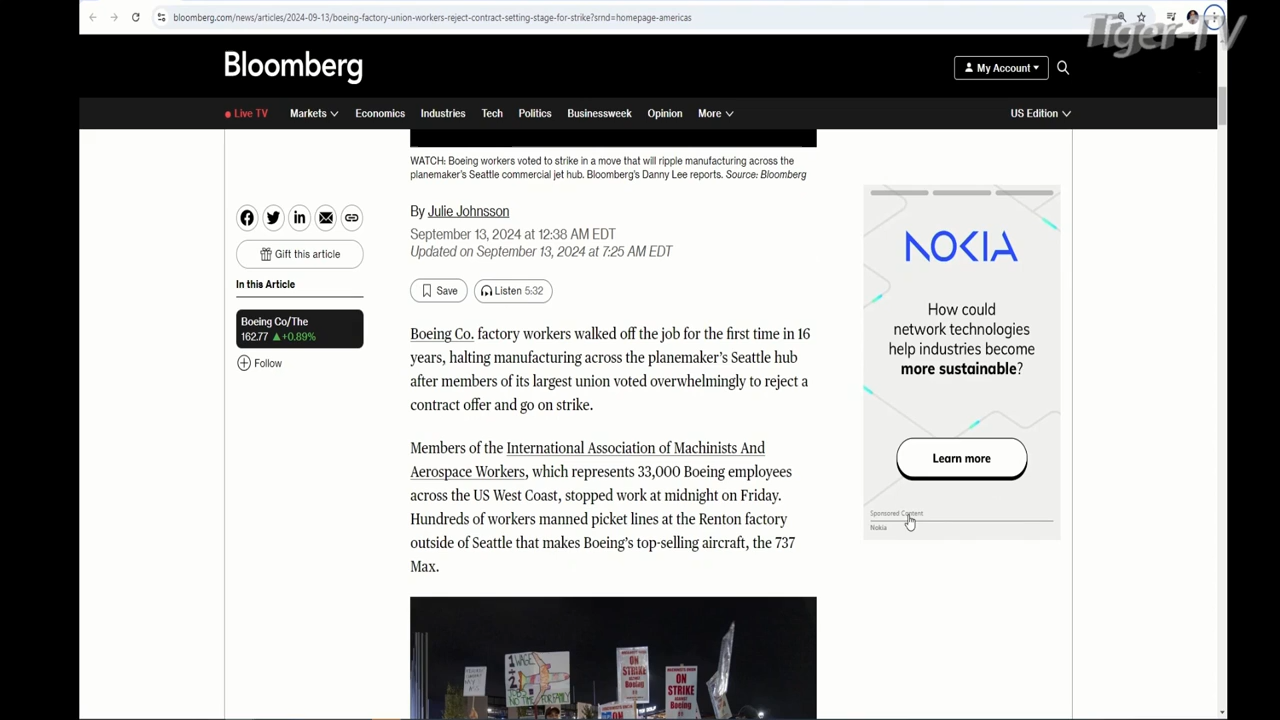 bloomberg.com/news/articles/2024-09-13/boeing-factory-union-workers-reject-contract-setting-stage-for-strike?srnd=homepage-americas
Tiger-TV
Bloomberg
My Account
Live TV
Markets
Economics
Industries
Tech
Politics
Businessweek
Opinion
More
US Edition
WATCH: Boeing workers voted to strike in a move that will ripple manufacturing across the
planemaker's Seattle commercial jet hub. Bloomberg's Danny Lee reports. Source: Bloomberg
By Julie Johnsson
September 13, 2024 at 12:38 AM EDT
Updated on September 13, 2024 at 7:25 AM EDT
Gift this article
In this Article
Boeing Co/The
162.77 ▲+0.89%
Follow
Save
Listen 5:32
Boeing Co. factory workers walked off the job for the first time in 16
years, halting manufacturing across the planemaker's Seattle hub
after members of its largest union voted overwhelmingly to reject a
contract offer and go on strike.
Members of the International Association of Machinists And
Aerospace Workers, which represents 33,000 Boeing employees
across the US West Coast, stopped work at midnight on Friday.
Hundreds of workers manned picket lines at the Renton factory
outside of Seattle that makes Boeing's top-selling aircraft, the 737
Max.
NOKIA
How could
network technologies
help industries become
more sustainable?
Learn more
Sponsored Content
Nokia
ON
STRIKE
ON
STRIKE